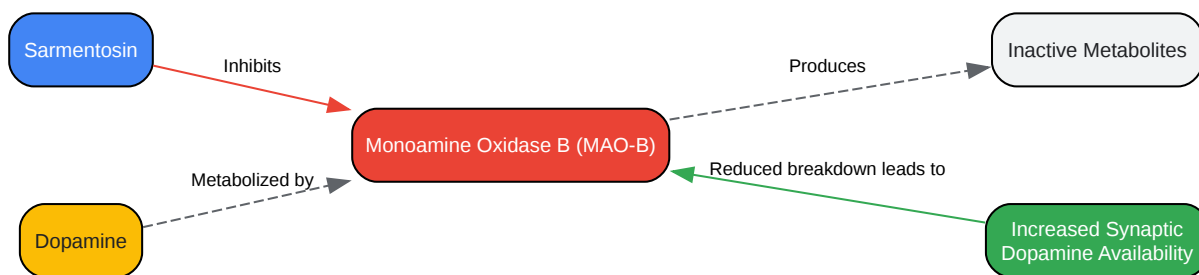 Sarmentosin
Inhibits
Produces
Inactive Metabolites
Monoamine Oxidase B (MAO-B)
Metabolized by
Reduced breakdown leads to
Dopamine
Increased Synaptic
Dopamine Availability